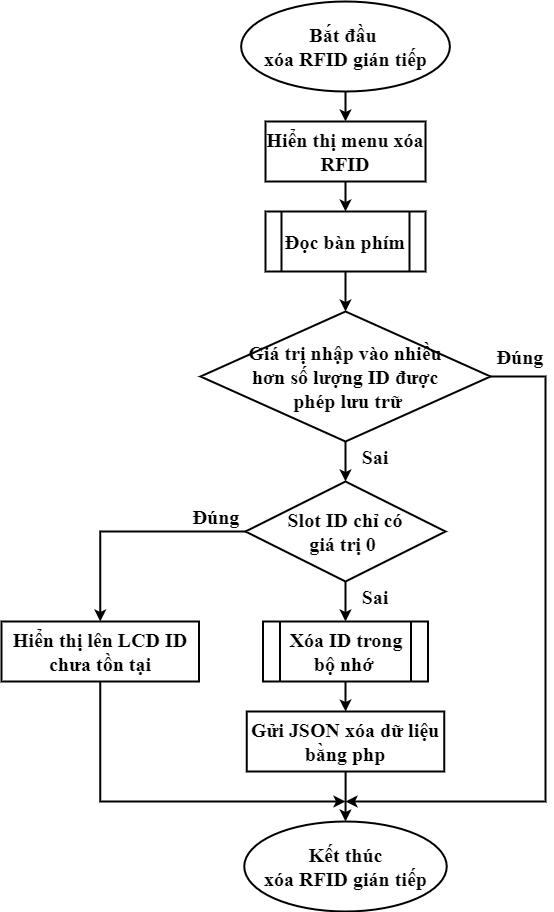 Bắt đầu
xóa RFID gián tiếp
Hiển thị menu xóa
RFID
Đọc bàn phím
Giá trị nhập vào nhiều
hơn số lượng ID được
phép lưu trữ
Đúng
Sai
Đúng
Slot ID chỉ có
giá trị 0
Sai
Hiển thị lên LCD ID
chưa tồn tại
Xóa ID trong
bộ nhớ
Gửi JSON xóa dữ liệu
bằng php
Kết thúc
xóa RFID gián tiếp